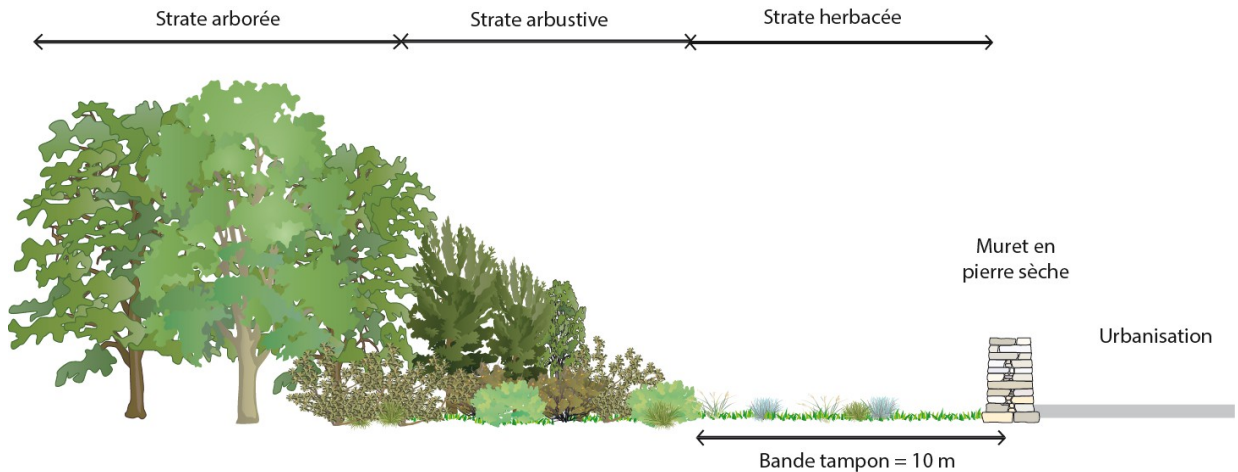 Strate arborée
Strate arbustive
Strate herbacée
Muret en
pierre sèche
Urbanisation
Bande tampon = 10 m